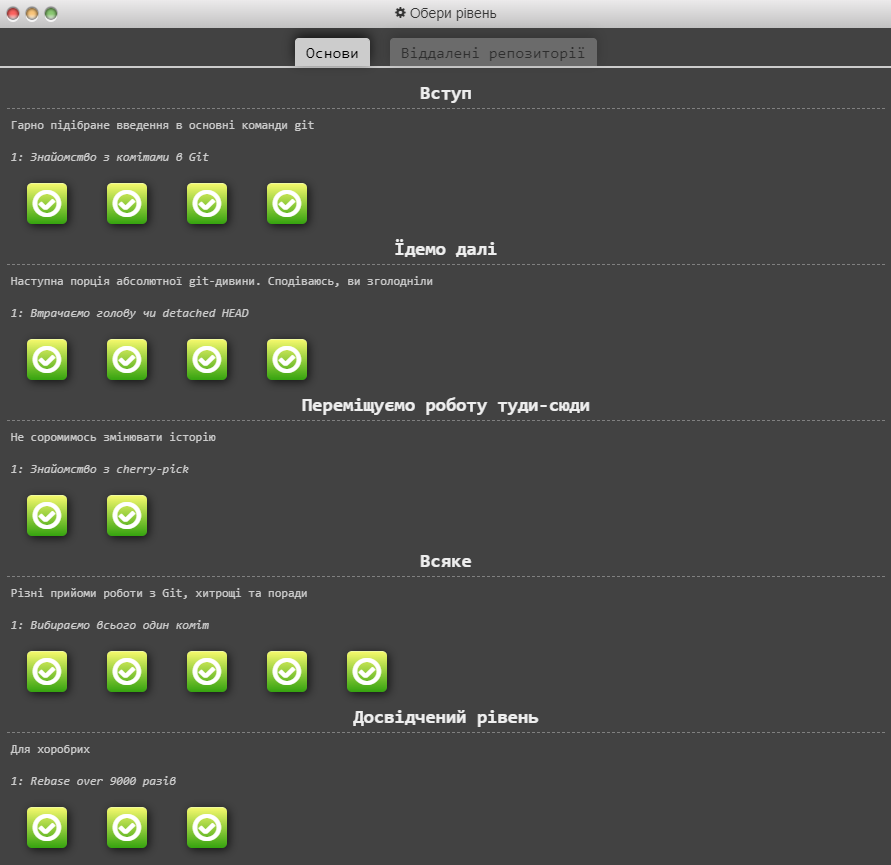 Обери рівень
Основи
Віддалені репозиторії
Вступ
Гарно підібране введення в основні команди git
1: Знайомство з комітами в Git
Їдемо далі
Наступна порція абсолютної git-дивини. Сподіваюсь, ви зголодніли
1: Втрачаємо голову чи detached HEAD
Переміщуємо роботу туди-сюди
Не соромимось змінювати історію
1: Знайомство з cherry-pick
Всяке
Різні прийоми роботи з Git, хитрощі та поради
1: Вибираємо всього один коміт
Досвідчений рівень
Для хоробрих
1: Rebase over 9000 разів